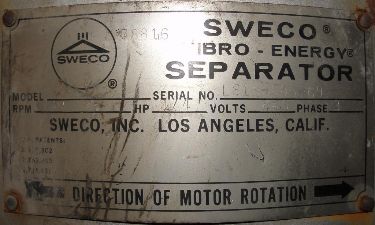 SWECO®
SWECO
®
IBRO-ENERGY®
SEPARATOR
MODEL SERIAL NO.
RPM HP VOLTS PHASE
SWECO, INC. LOS ANGELES, CALIF.
PATENTS:
DIRECTION OF MOTOR ROTATION